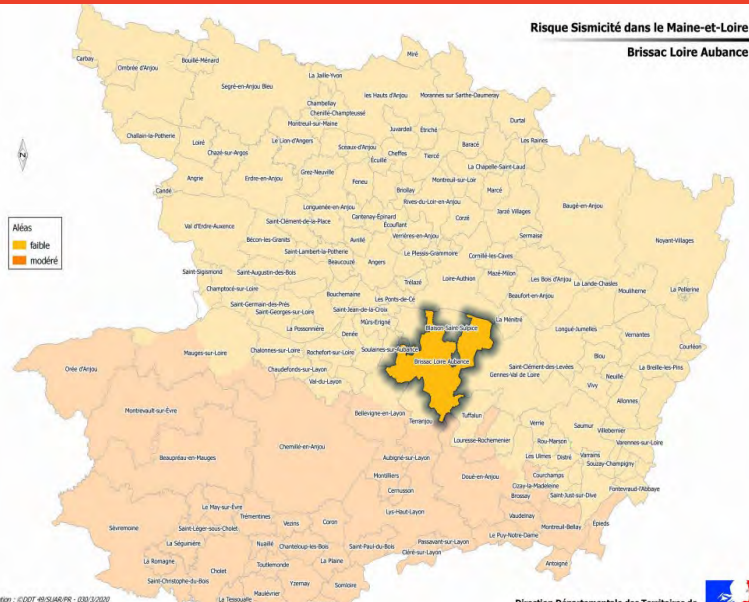 Risque Sismicité dans le Maine-et-Loire
Brissac Loire Aubance
Carbay
Ombrée d'Anjou
Bouillé-Ménard
Segré-en-Anjou Bleu
La Jaille-Yvon
Miré
Chambellay
Chenillé-Champteussé
les Hauts d'Anjou
Morannes sur Sarthe-Daumeray
Montreuil-sur-Maine
Durtal
Challain-la-Potherie
Loiré
Chazé-sur-Argos
Le Lion-d'Angers
Juvardeil
Étriché
Les Rairies
Sceaux-d'Anjou
Cheffes
Tiercé
Baracé
Écuillé
La Chapelle-Saint-Laud
Angrie
Erdre-en-Anjou
Grez-Neuville
Feneu
Montreuil-sur-Loir
Marcé
Candé
Briollay
Rives-du-Loir-en-Anjou
Baugé-en-Anjou
Longuenée-en-Anjou
Cantenay-Épinard
Corzé
Jarzé Villages
Val d'Erdre-Auxence
Saint-Clément-de-la-Place
Écouflant
Sermaise
Noyant-Villages
Bécon-les-Granits
Avrillé
Verrières-en-Anjou
Saint-Lambert-la-Potherie
Le Plessis-Grammoire
Cornillé-les-Caves
Beaucouzé
Angers
Saint-Sigismond
Saint-Augustin-des-Bois
Trélazé
Loire-Authion
Mazé-Milon
Les Bois d'Anjou
La Lande-Chasles
Mouliherne
La Pellerine
Champtocé-sur-Loire
Bouchemaine
Beaufort-en-Anjou
Saint-Germain-des-Prés
Les Ponts-de-Cé
Saint-Georges-sur-Loire
Saint-Jean-de-la-Croix
La Possonnière
Mûrs-Erigné
Denée
Blaison-Saint-Sulpice
La Ménitré
Longué-Jumelles
Vernantes
Courléon
Mauges-sur-Loire
Chalonnes-sur-Loire
Rochefort-sur-Loire
Soulaines-sur-Aubance
Brissac Loire Aubance
Blou
La Breille-les-Pins
Orée d'Anjou
Chaudefonds-sur-Layon
Saint-Clément-des-Levées
Gennes-Val de Loire
Neuillé
Vivy
Val-du-Layon
Allonnes
Montrevault-sur-Èvre
Bellevigne-en-Layon
Terranjou
Tuffalun
Verrie
Saumur
Villebernier
Chemillé-en-Anjou
Louresse-Rochemenier
Rou-Marson
Varennes-sur-Loire
Beaupréau-en-Mauges
Aubigné-sur-Layon
Les Ulmes
Distré
Varrains
Souzay-Champigny
Montilliers
Doué-en-Anjou
Courchamps
Cizay-la-Madeleine
Fontevraud-l'Abbaye
Cernusson
Brossay
Saint-Just-sur-Dive
Le May-sur-Èvre
Lys-Haut-Layon
Vaudelnay
Sèvremoine
Saint-Léger-sous-Cholet
Trémentines
Vezins
Coron
Montreuil-Bellay
Épieds
La Séguinière
Nuaillé
Chanteloup-les-Bois
Saint-Paul-du-Bois
Passavant-sur-Layon
Le Puy-Notre-Dame
La Romagne
Cléré-sur-Layon
Cholet
Toutlemonde
La Plaine
Antoigné
Saint-Christophe-du-Bois
Yzernay
Somloire
La Tessoualle
Maulévrier
N
Aléas
faible
modéré
tion : ©DDT 49/SUAR/PR - 030/3/2020
Direction Départementale des Territoires de